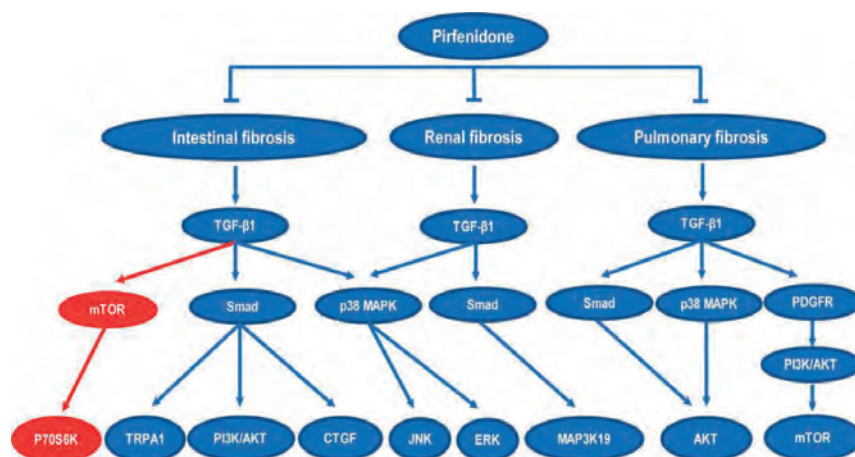 Pirfenidone
Intestinal fibrosis
Renal fibrosis
Pulmonary fibrosis
TGF-β1
TGF-β1
TGF-β1
mTOR
Smad
p38 MAPK
Smad
Smad
p38 MAPK
PDGFR
PI3K/AKT
P70S6K
TRPA1
PI3K/AKT
CTGF
JNK
ERK
MAP3K19
AKT
mTOR